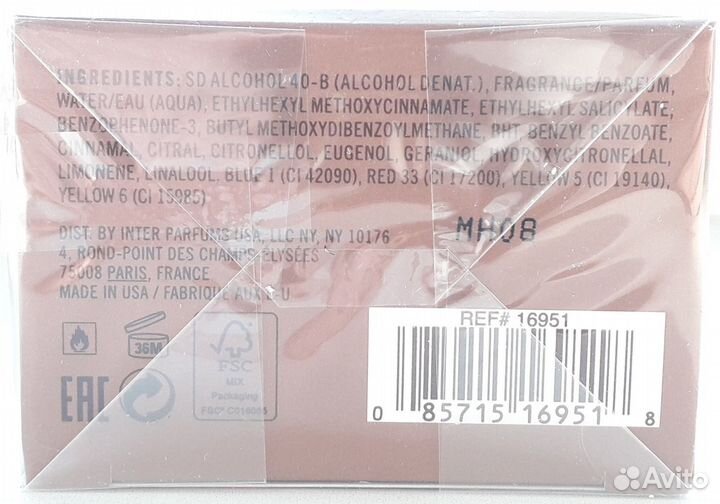 INGREDIENTS: SD ALCOHOL 40-B (ALCOHOL DENAT.), FRAGRANCE/PARFUM,
WATER/EAU (AQUA), ETHYLHEXYL METHOXYCINNAMATE, ETHYLHEXYL SALICYLATE,
BENZOPHENONE-3, BUTYL METHOXYDIBENZOYLMETHANE, BHT, BENZYL BENZOATE,
CINNAMAL, CITRAL, CITRONELLOL, EUGENOL, GERANIOL, HYDROXYCITRONELLAL,
LIMONENE, LINALOOL, BLUE 1 (CI 42090), RED 33 (CI 17200), YELLOW 5 (CI 19140),
YELLOW 6 (CI 15985)
DIST. BY INTER PARFUMS USA, LLC NY, NY 10176
4, ROND-POINT DES CHAMPS ELYSÉES
75008 PARIS, FRANCE
MADE IN USA / FABRIQUE AUX É-U
MH08
REF# 16951
36M
FSC
MIX
Packaging
EAC
0 85715 16951 8
Avito